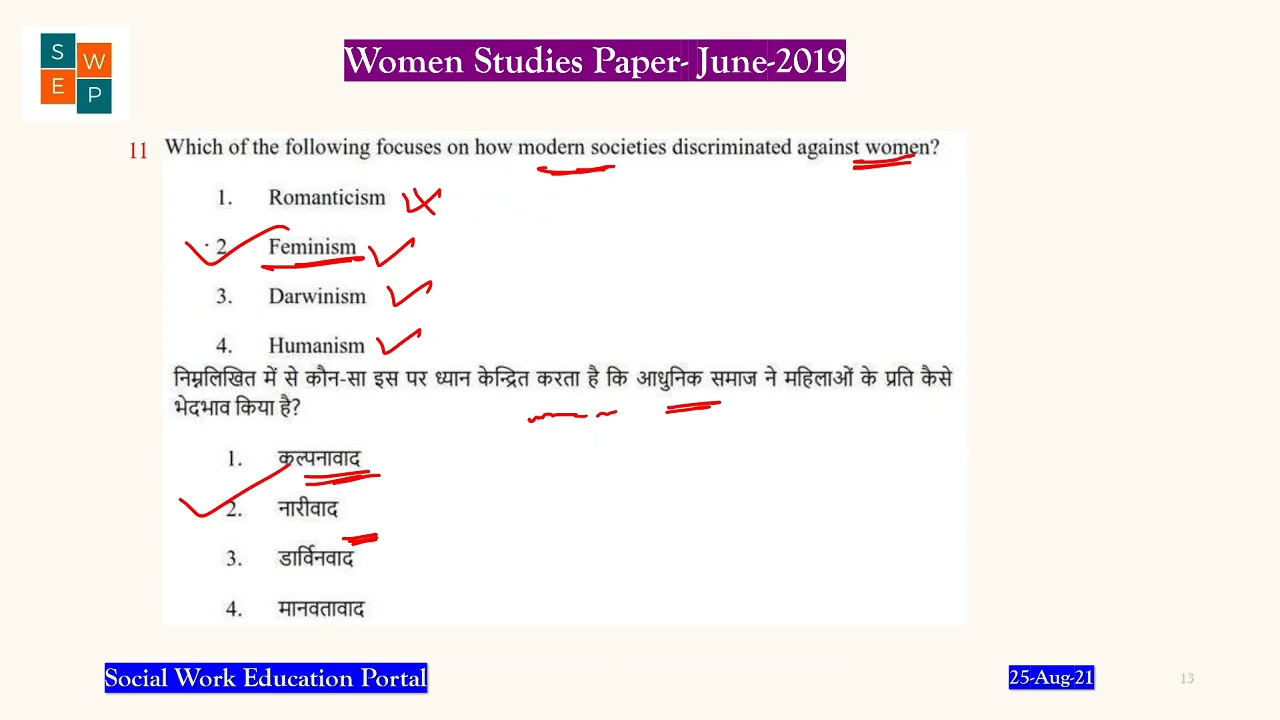 S W
E P
Women Studies Paper- June-2019
11 Which of the following focuses on how modern societies discriminated against women?
1. Romanticism
2 Feminism
3. Darwinism
4. Humanism
निम्नलिखित में से कौन-सा इस पर ध्यान केन्द्रित करता है कि आधुनिक समाज ने महिलाओं के प्रति कैसे
भेदभाव किया है?
1. कल्पनावाद
2. नारीवाद
3. डार्विनवाद
4. मानवतावाद
Social Work Education Portal
25-Aug-21
13